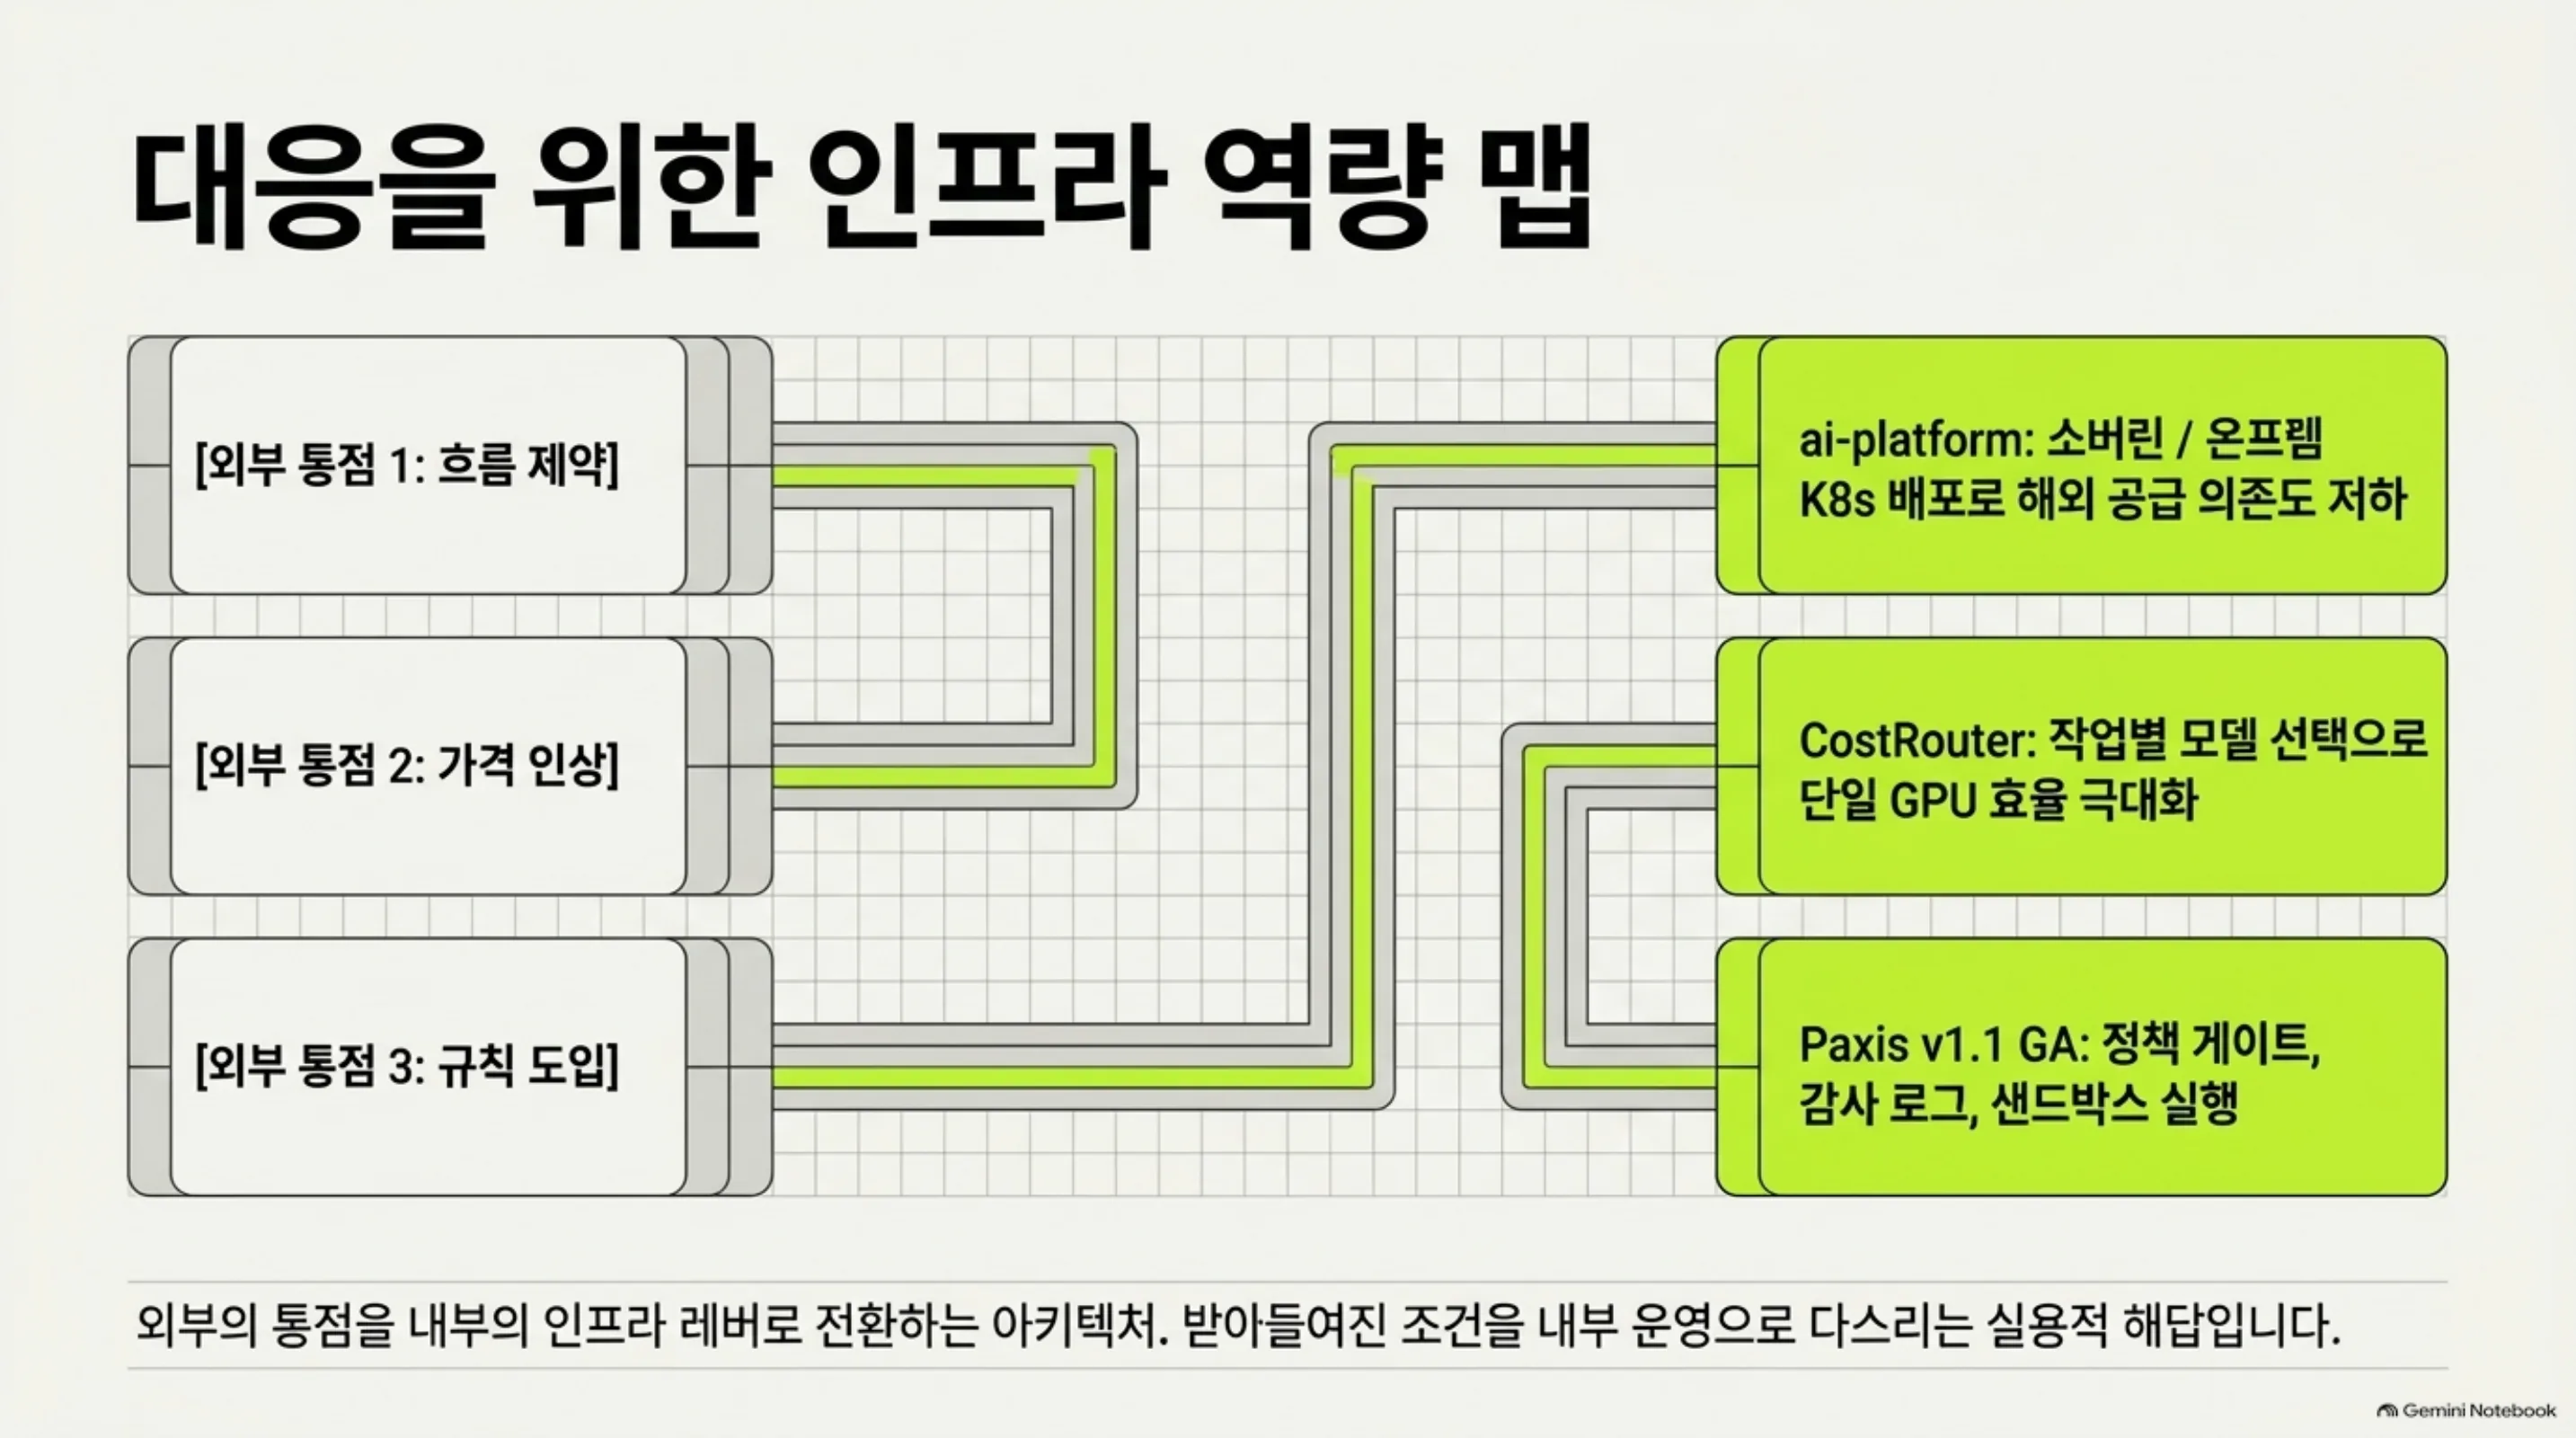 대응을 위한 인프라 역량 맵
[외부 통점 1: 흐름 제약]
ai-platform: 소버린 / 온프렘
K8s 배포로 해외 공급 의존도 저하
[외부 통점 2: 가격 인상]
CostRouter: 작업별 모델 선택으로
단일 GPU 효율 극대화
[외부 통점 3: 규칙 도입]
Paxis v1.1 GA: 정책 게이트,
감사 로그, 샌드박스 실행
외부의 통점을 내부의 인프라 레버로 전환하는 아키텍처. 받아들여진 조건을 내부 운영으로 다스리는 실용적 해답입니다.
Gemini Notebook